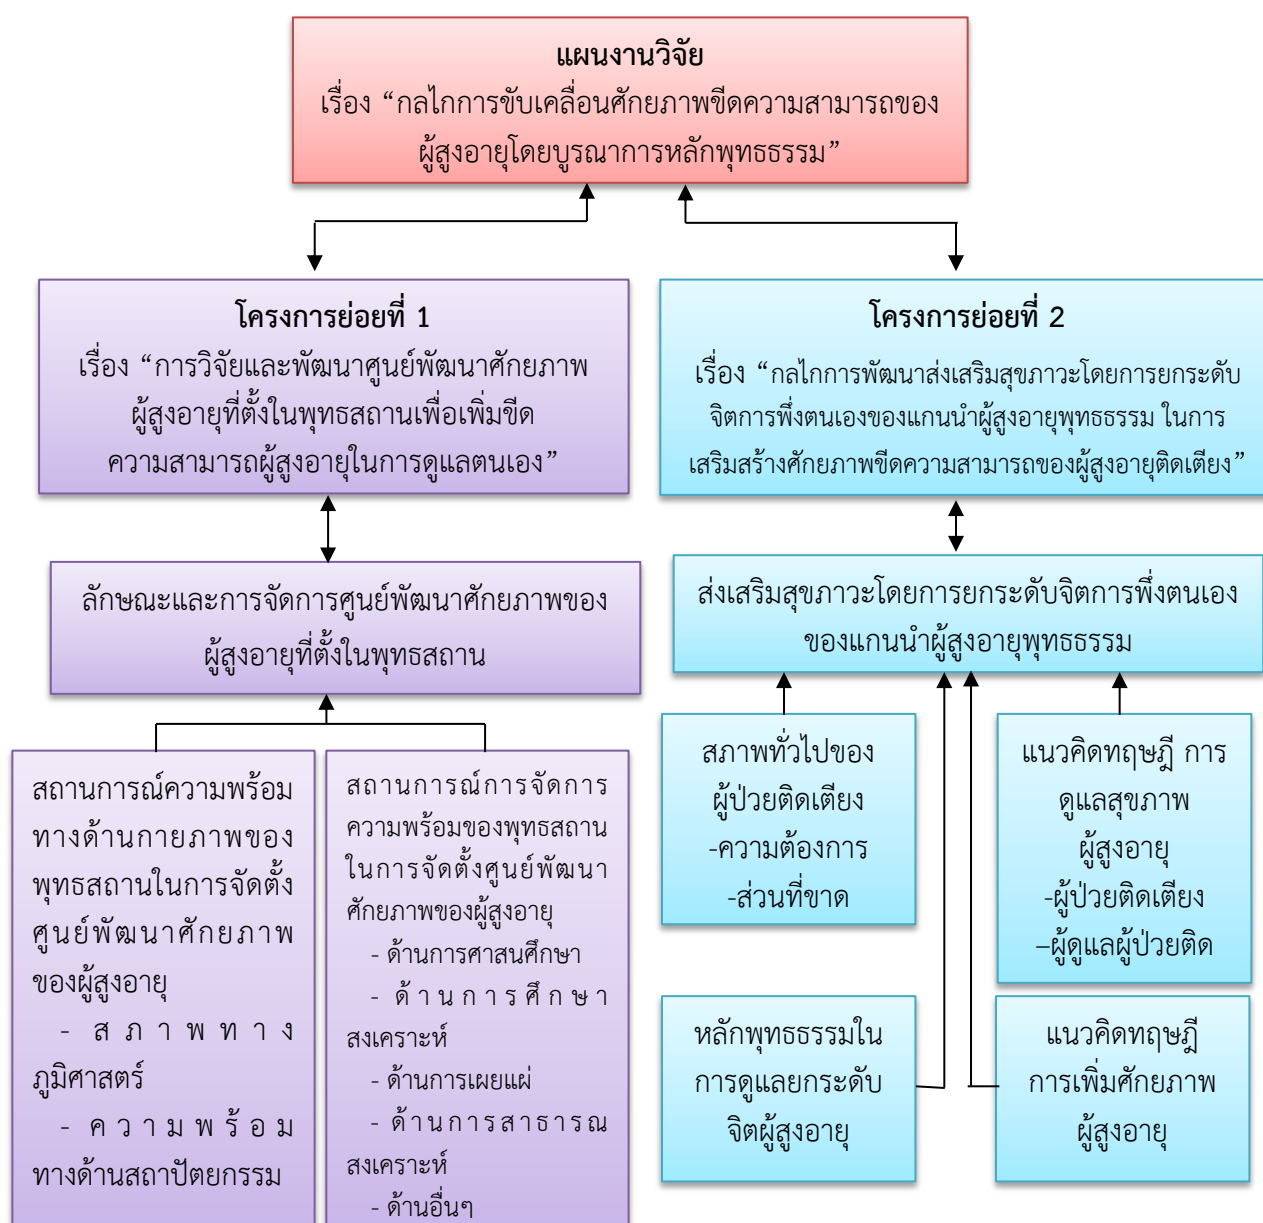 แผนงานวิจัย
เรื่อง “กลไกการขับเคลื่อนศักยภาพขีดความสามารถของ
ผู้สูงอายุโดยบูรณาการหลักพุทธธรรม”
โครงการย่อยที่ 1
เรื่อง “การวิจัยและพัฒนาศูนย์พัฒนาศักยภาพ
ผู้สูงอายุที่ตั้งในพุทธสถานเพื่อเพิ่มขีด
ความสามารถผู้สูงอายุในการดูแลตนเอง”
โครงการย่อยที่ 2
เรื่อง “กลไกการพัฒนาส่งเสริมสุขภาวะโดยการยกระดับ
จิตการพึ่งตนเองของแกนนำผู้สูงอายุพุทธธรรม ในการ
เสริมสร้างศักยภาพขีดความสามารถของผู้สูงอายุติดเตียง”
ลักษณะและการจัดการศูนย์พัฒนาศักยภาพของ
ผู้สูงอายุที่ตั้งในพุทธสถาน
ส่งเสริมสุขภาวะโดยการยกระดับจิตการพึ่งตนเอง
ของแกนนำผู้สูงอายุพุทธธรรม
สถานการณ์ความพร้อม
ทางด้านกายภาพของ
พุทธสถานในการจัดตั้ง
ศูนย์พัฒนาศักยภาพ
ของผู้สูงอายุ
- สภาพทาง
ภูมิศาสตร์
- ความพร้อม
ทางด้านสถาปัตยกรรม
สถานการณ์การจัดการ
ความพร้อมของพุทธสถาน
ในการจัดตั้งศูนย์พัฒนา
ศักยภาพของผู้สูงอายุ
- ด้านการศาสนศึกษา
- ด้านการศึกษา
สงเคราะห์
- ด้านการเผยแผ่
- ด้านการสาธารณ
สงเคราะห์
- ด้านอื่นๆ
สภาพทั่วไปของ
ผู้ป่วยติดเตียง
-ความต้องการ
-ส่วนที่ขาด
แนวคิดทฤษฎี การ
ดูแลสุขภาพ
ผู้สูงอายุ
-ผู้ป่วยติดเตียง
–ผู้ดูแลผู้ป่วยติด
หลักพุทธธรรมใน
การดูแลยกระดับ
จิตผู้สูงอายุ
แนวคิดทฤษฎี
การเพิ่มศักยภาพ
ผู้สูงอายุ